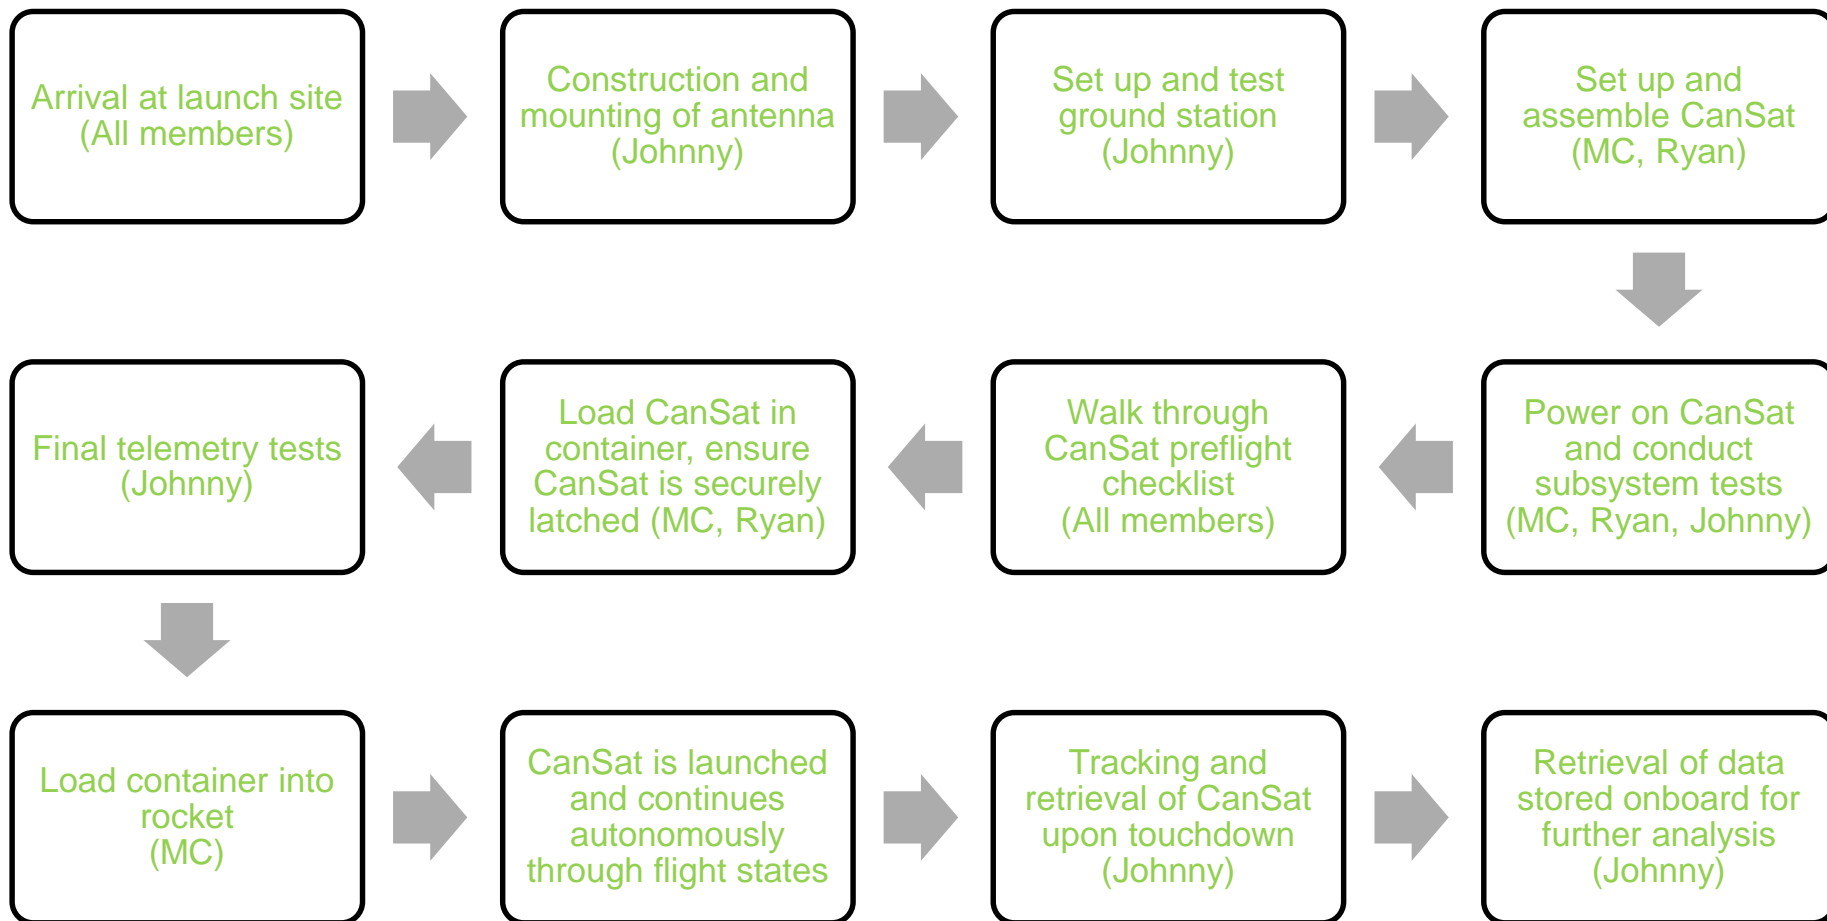 Arrival at launch site
(All members)
Construction and
mounting of antenna
(Johnny)
Set up and test
ground station
(Johnny)
Set up and
assemble CanSat
(MC, Ryan)
Power on CanSat
and conduct
subsystem tests
(MC, Ryan, Johnny)
Walk through
CanSat preflight
checklist
(All members)
Load CanSat in
container, ensure
CanSat is securely
latched (MC, Ryan)
Final telemetry tests
(Johnny)
Load container into
rocket
(MC)
CanSat is launched
and continues
autonomously
through flight states
Tracking and
retrieval of CanSat
upon touchdown
(Johnny)
Retrieval of data
stored onboard for
further analysis
(Johnny)